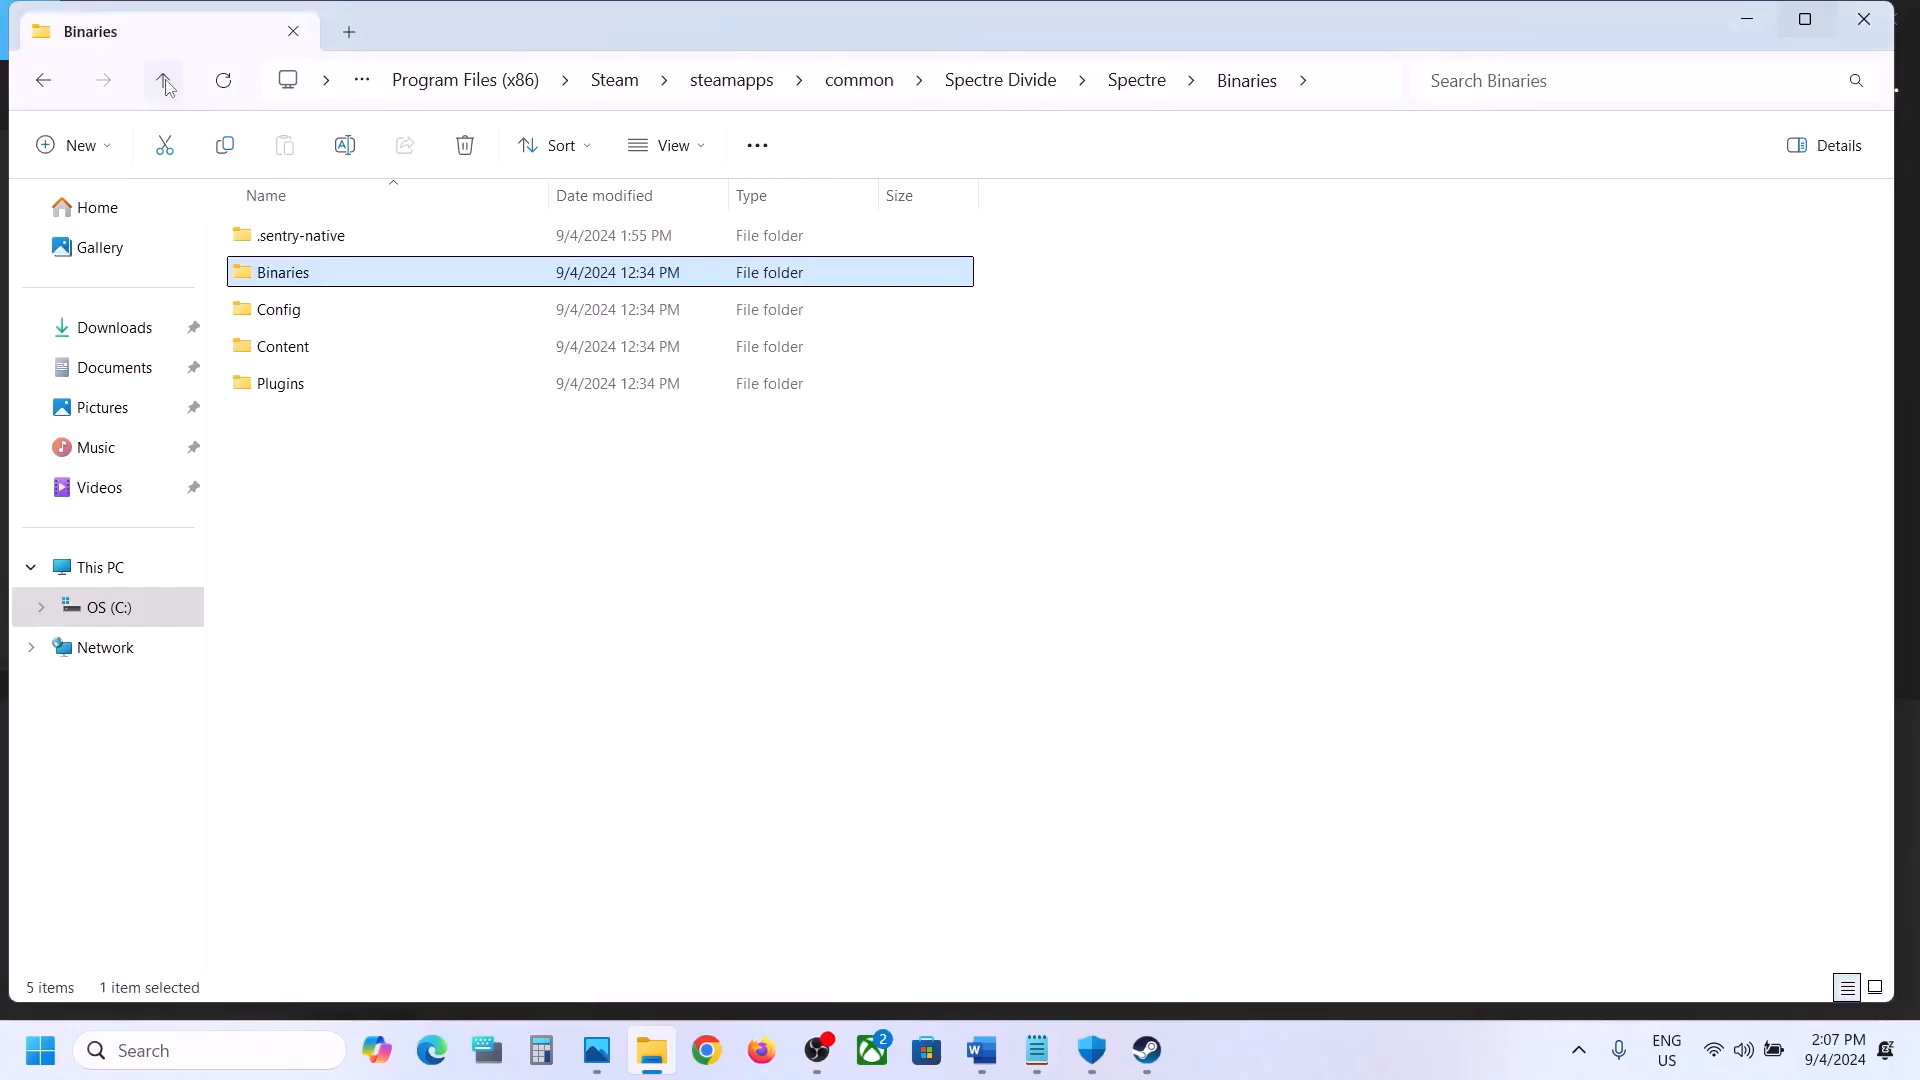 Binaries
Program Files (x86) Steam steamapps common Spectre Divide Spectre Binaries
Search Binaries
New
Sort
View
Details
Name Date modified Type Size
.sentry-native 9/4/2024 1:55 PM File folder
Binaries 9/4/2024 12:34 PM File folder
Config 9/4/2024 12:34 PM File folder
Content 9/4/2024 12:34 PM File folder
Plugins 9/4/2024 12:34 PM File folder
Home
Gallery
Downloads
Documents
Pictures
Music
Videos
This PC
OS (C:)
Network
5 items 1 item selected
Search
2
ENG
US
2:07 PM
9/4/2024